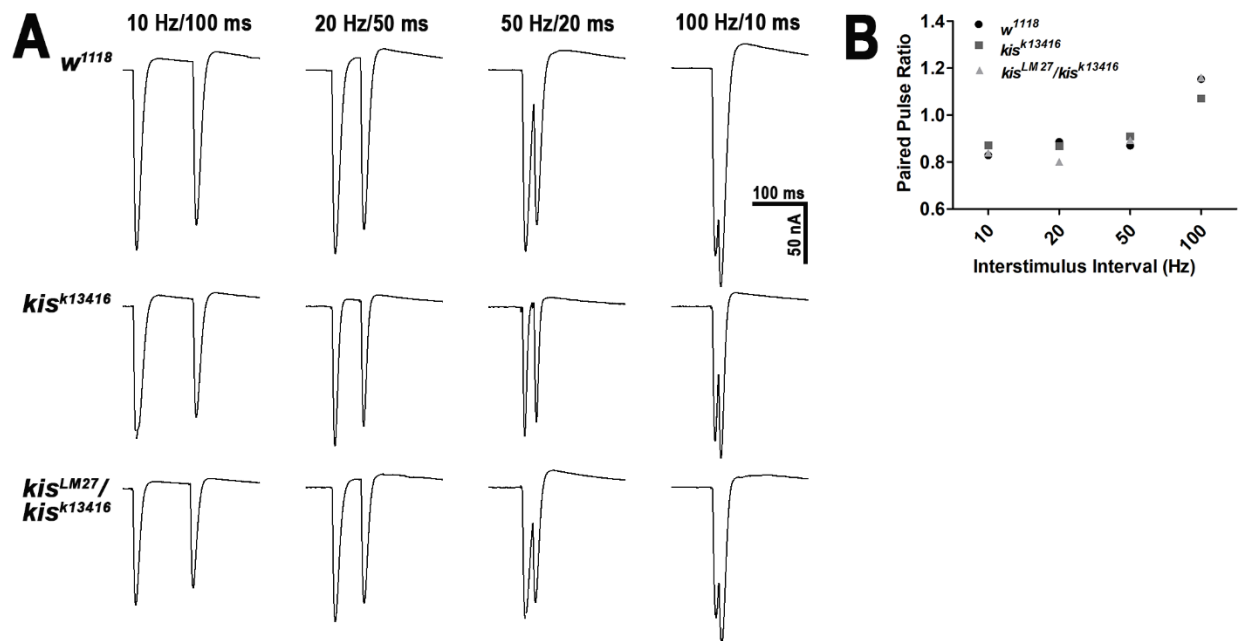 A
10 Hz/100 ms 20 Hz/50 ms 50 Hz/20 ms 100 Hz/10 ms
w1118
100 ms
50 nA
kisk13416
kisLM27/
kisk13416
B
1.4
1.2
1.0
0.8
0.6
Paired Pulse Ratio
w1118
kisk13416
kisLM27/kisk13416
10 20 50 100
Interstimulus Interval (Hz)